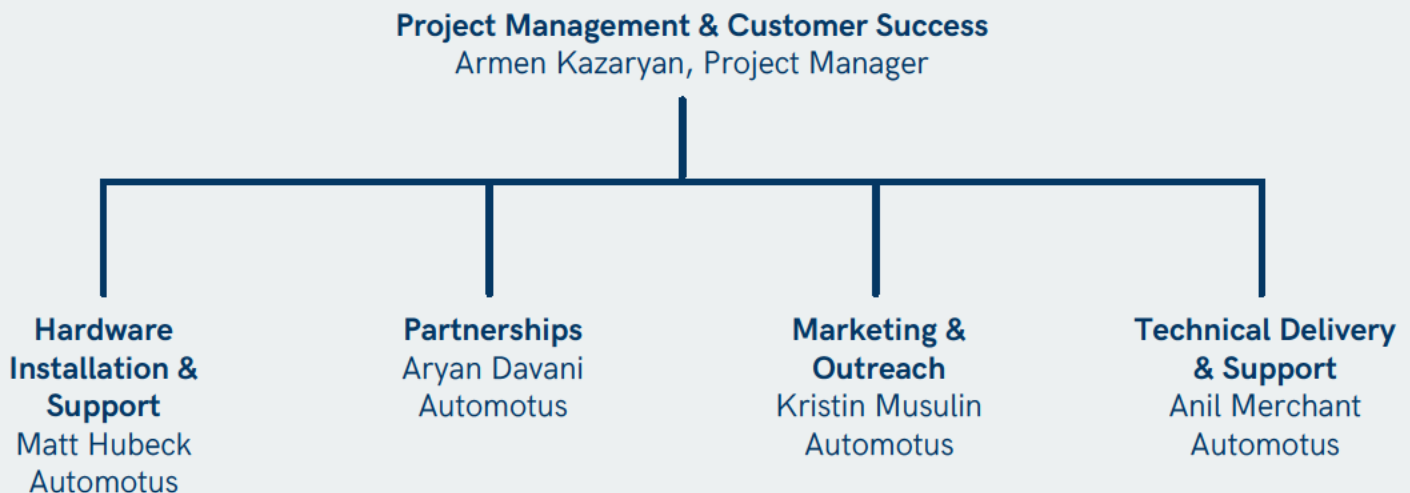 Project Management & Customer Success
Armen Kazaryan, Project Manager
Hardware
Installation &
Support
Matt Hubeck
Automotus
Partnerships
Aryan Davani
Automotus
Marketing &
Outreach
Kristin Musulin
Automotus
Technical Delivery
& Support
Anil Merchant
Automotus